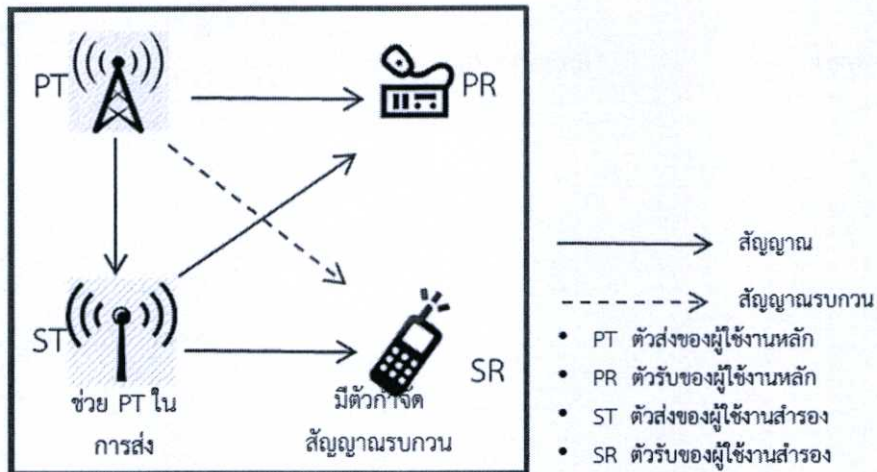 PT
PR
ST
SR
ช่วย PT ใน
การส่ง
มีตัวกำจัด
สัญญาณรบกวน
สัญญาณ
สัญญาณรบกวน
• PT ตัวส่งของผู้ใช้งานหลัก
• PR ตัวรับของผู้ใช้งานหลัก
• ST ตัวส่งของผู้ใช้งานสำรอง
• SR ตัวรับของผู้ใช้งานสำรอง